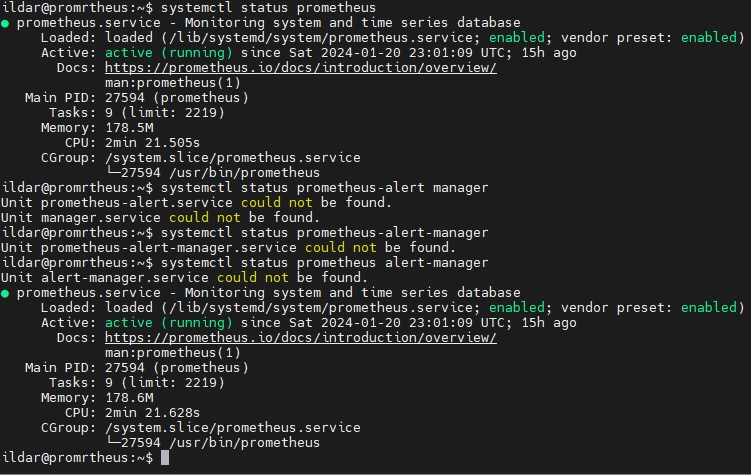 ildar@promrtheus:~$ systemctl status prometheus
● prometheus.service - Monitoring system and time series database
Loaded: loaded (/lib/systemd/system/prometheus.service; enabled; vendor preset: enabled)
Active: active (running) since Sat 2024-01-20 23:01:09 UTC; 15h ago
Docs: https://prometheus.io/docs/introduction/overview/
man:prometheus(1)
Main PID: 27594 (prometheus)
Tasks: 9 (limit: 2219)
Memory: 178.5M
CPU: 2min 21.505s
CGroup: /system.slice/prometheus.service
└─27594 /usr/bin/prometheus
ildar@promrtheus:~$ systemctl status prometheus-alert manager
Unit prometheus-alert.service could not be found.
Unit manager.service could not be found.
ildar@promrtheus:~$ systemctl status prometheus-alert-manager
Unit prometheus-alert-manager.service could not be found.
ildar@promrtheus:~$ systemctl status prometheus alert-manager
Unit alert-manager.service could not be found.
● prometheus.service - Monitoring system and time series database
Loaded: loaded (/lib/systemd/system/prometheus.service; enabled; vendor preset: enabled)
Active: active (running) since Sat 2024-01-20 23:01:09 UTC; 15h ago
Docs: https://prometheus.io/docs/introduction/overview/
man:prometheus(1)
Main PID: 27594 (prometheus)
Tasks: 9 (limit: 2219)
Memory: 178.6M
CPU: 2min 21.628s
CGroup: /system.slice/prometheus.service
└─27594 /usr/bin/prometheus
ildar@promrtheus:~$